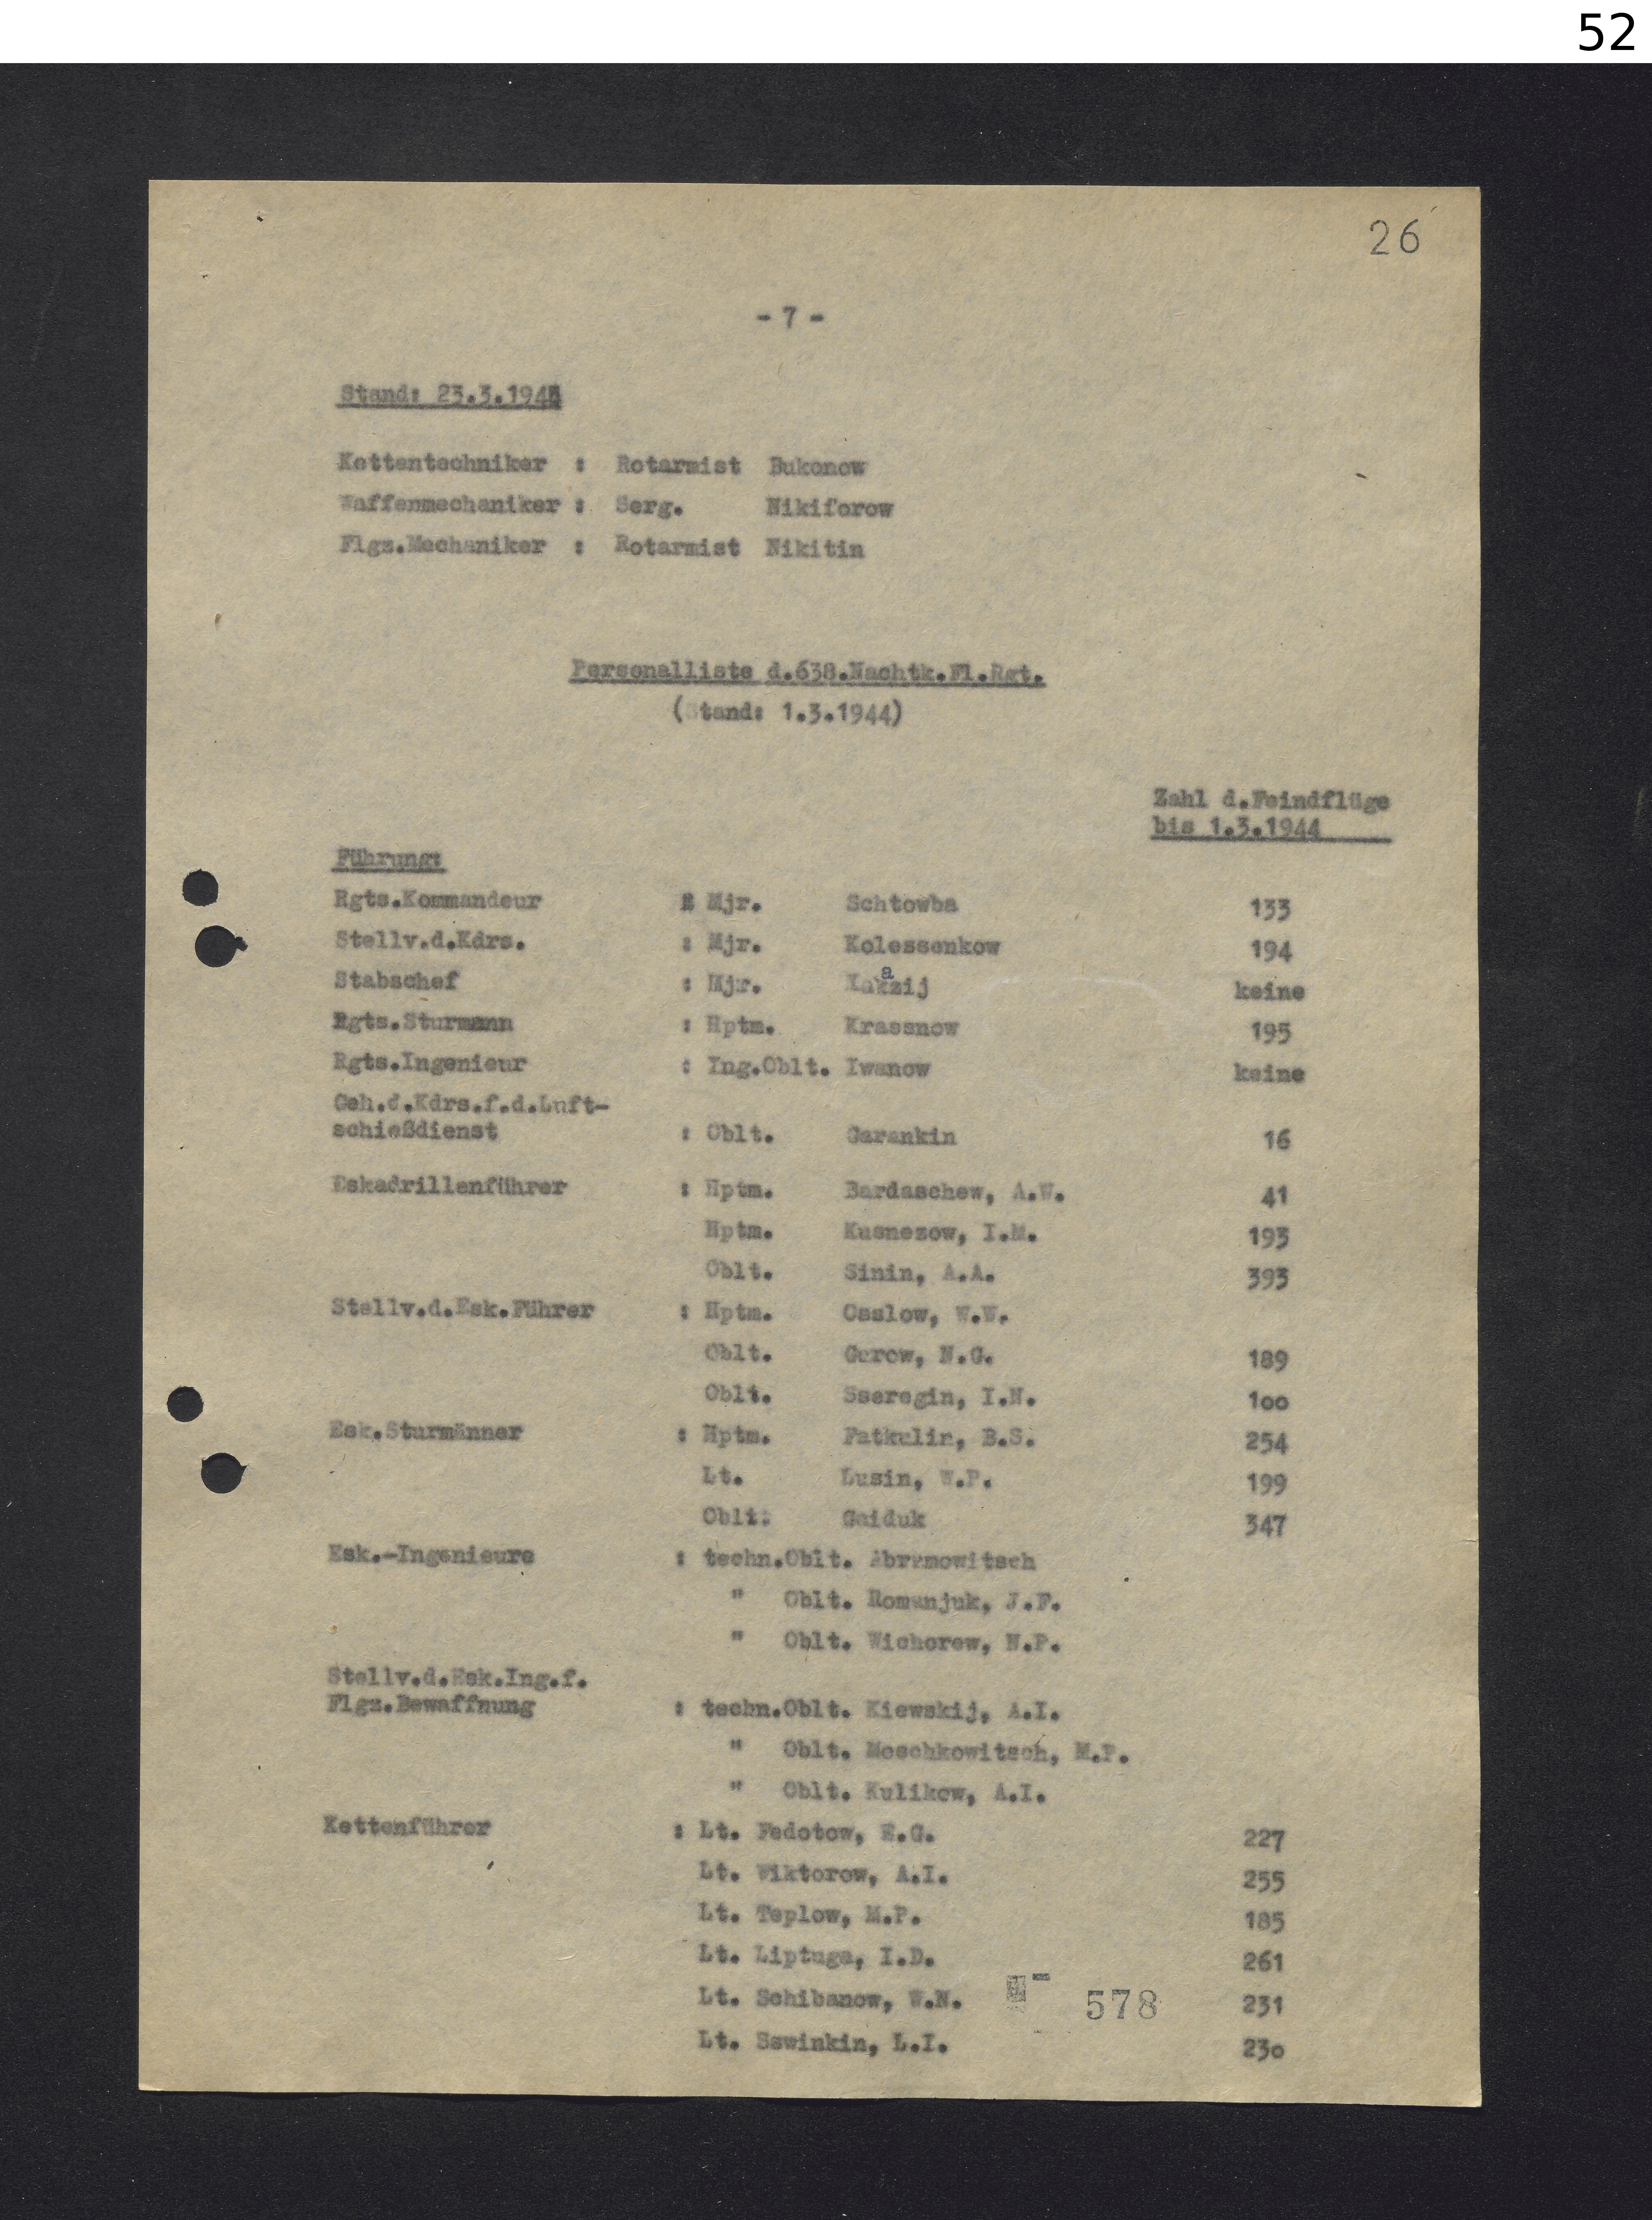 52
26
- 7 -
Stand: 23.3.1944
Kettentechniker : Rotarmist Bukonow
Waffenmechaniker : Serg. Nikiforow
Flgz.Mechaniker : Rotarmist Nikitin
Personalliste d.638.Nachtk.Fl.Rgt.
(Stand: 1.3.1944)
Zahl d.Feindflüge
bis 1.3.1944
Führung:
Rgts.Kommandeur : Mjr. Schtowba 133
Stellv.d.Kdrs. : Mjr. Kolessenkow 194
Stabschef : Mjr. keine
Rgts.Sturmann : Hptm. Krassnow 195
Rgts.Ingenieur : Ing.Oblt. Iwanow keine
Geh.d.Kdrs.f.d.Luft-
schießdienst : Oblt. Garankin 16
Eskadrillenführer : Hptm. Bardaschew, A.W. 41
Hptm. Kusnezow, I.M. 193
Oblt. Sinin, A.A. 393
Stellv.d.Esk.Führer : Hptm. Caslow, W.W.
Oblt. Gorow, N.G. 189
Oblt. Sseregin, I.N. 100
Esk.Sturmänner : Hptm. Fatkulin, B.S. 254
Lt. Lusin, W.P. 199
Oblt. Gaiduk 347
Esk.-Ingenieure : techn.Oblt. Abramowitsch
" Oblt. Romanjuk, J.F.
" Oblt. Wichorew, N.P.
Stellv.d.Esk.Ing.f.
Flgz.Bewaffnung : techn.Oblt. Kiewskij, A.I.
" Oblt. Moschkowitsch, M.P.
" Oblt. Kulikow, A.I.
Kettenführer : Lt. Fedotow, E.G. 227
Lt. Wiktorow, A.I. 255
Lt. Teplow, M.P. 185
Lt. Liptuga, I.D. 261
Lt. Schibanow, W.N. 231
578
Lt. Sswinkin, L.I. 230